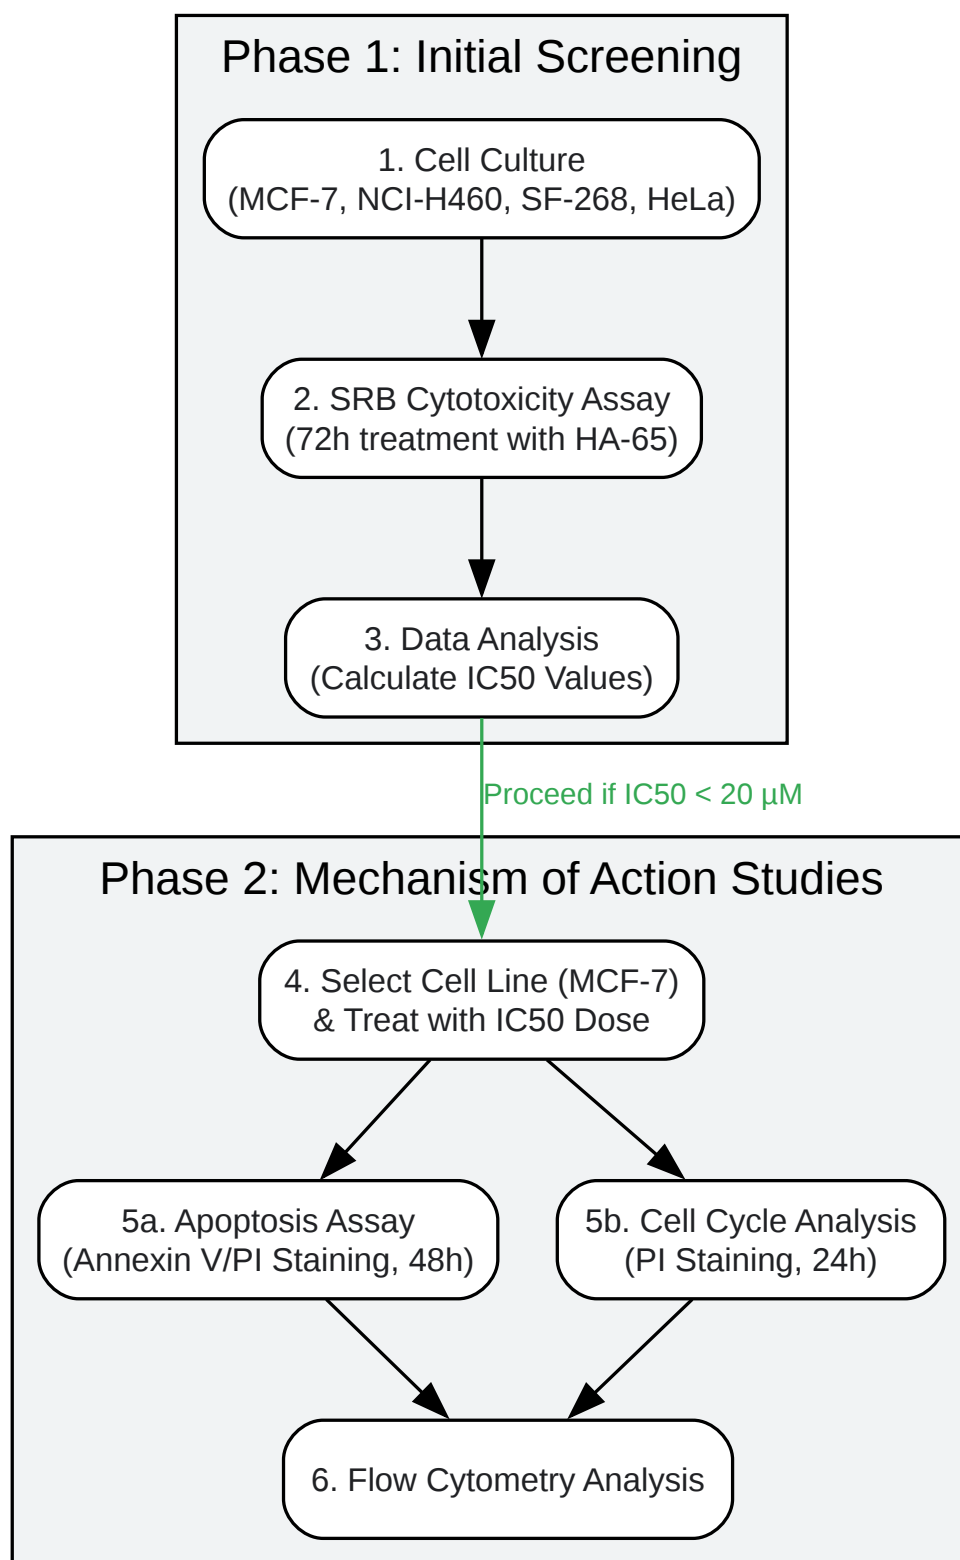 Phase 1: Initial Screening
1. Cell Culture
(MCF-7, NCI-H460, SF-268, HeLa)
2. SRB Cytotoxicity Assay
(72h treatment with HA-65)
3. Data Analysis
(Calculate IC50 Values)
Proceed if IC50 < 20 µM
Phase 2: Mechanism of Action Studies
4. Select Cell Line (MCF-7)
& Treat with IC50 Dose
5a. Apoptosis Assay
(Annexin V/PI Staining, 48h)
5b. Cell Cycle Analysis
(PI Staining, 24h)
6. Flow Cytometry Analysis